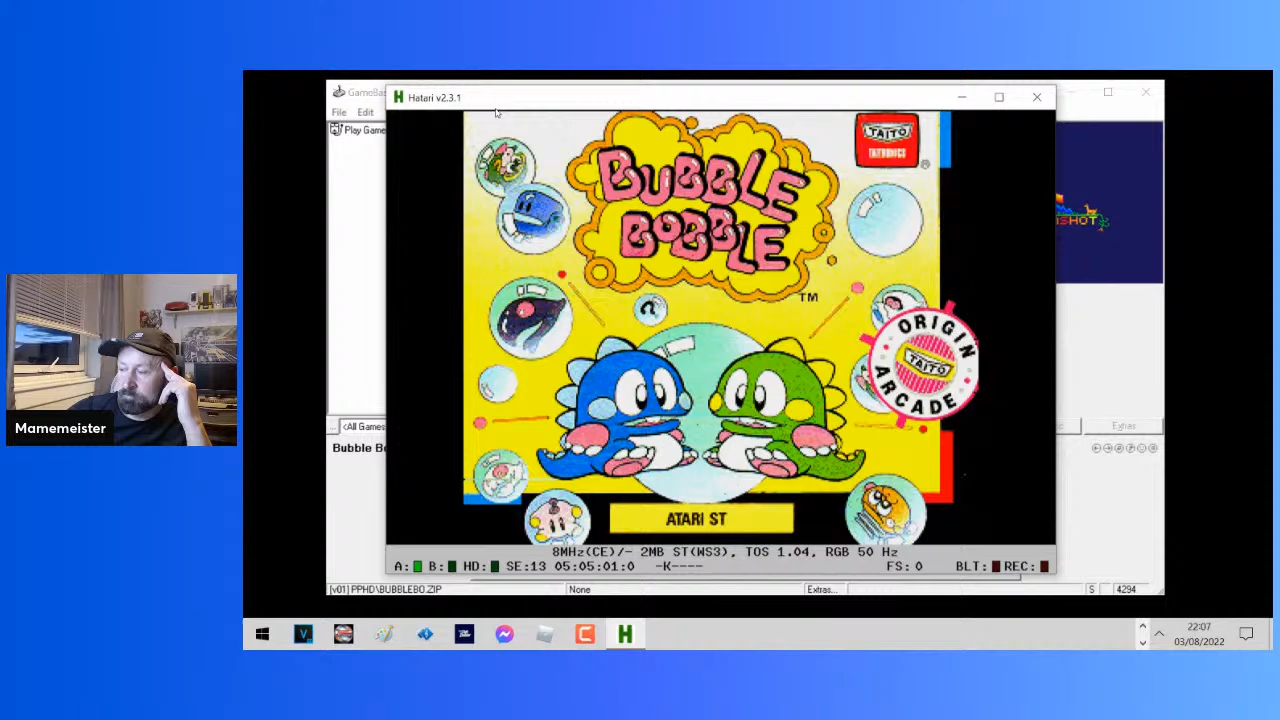 GameBas
Hatari v2.3.1
File Edit
Play Game
TAITO
BUBBLE
BOBBLE
TM
®
SHOT
ORIGIN
TAITO
ARCADE
ATARI ST
<All Games
Extras
Bubble Bo
Mamemeister
8MHz(CE)/- 2MB ST(WS3), TOS 1.04, RGB 50 Hz
A: B: HD: SE:13 05:05:01:0 -K---- FS: 0 BLT: REC:
[v01] PPHD\BUBBLEBO.ZIP None Extras... S 4294
22:07
03/08/2022